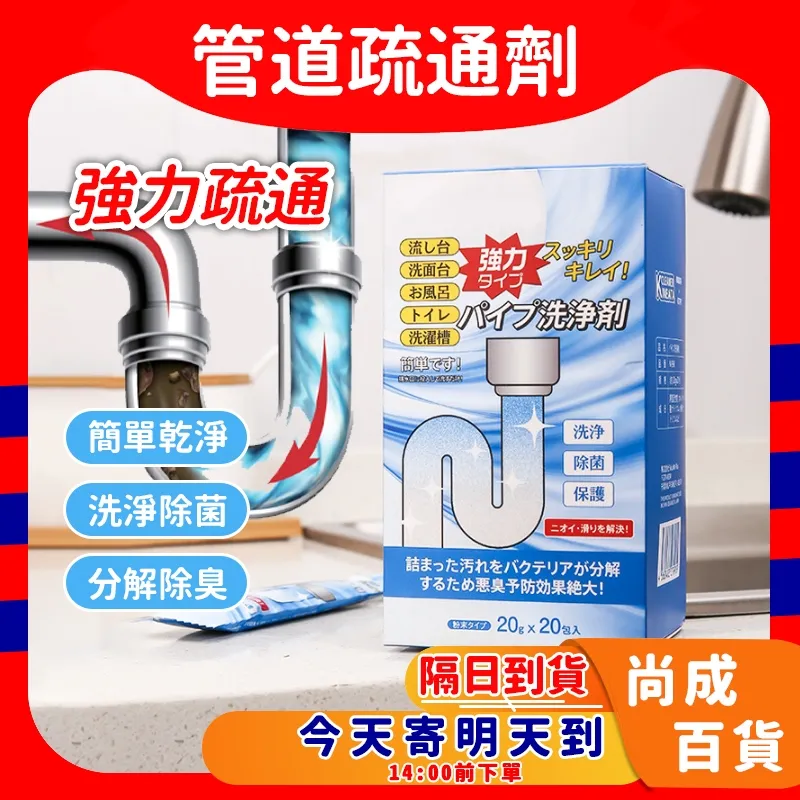 管道疏通劑
強力疏通
簡單乾淨
洗淨除菌
分解除臭
流し台
洗面台
お風呂
トイレ
洗濯槽
強力
タイプ
スッキリ
キレイ!
パイプ洗浄剤
簡単です!
洗浄
除菌
保護
ニオイ・滑りを解決!
詰まった汚れをバクテリアが分解
するため悪臭予防効果絶大!
粉末タイプ 20g x 20包入
隔日到貨
今天寄明天到
14:00前下單
尚成
百貨